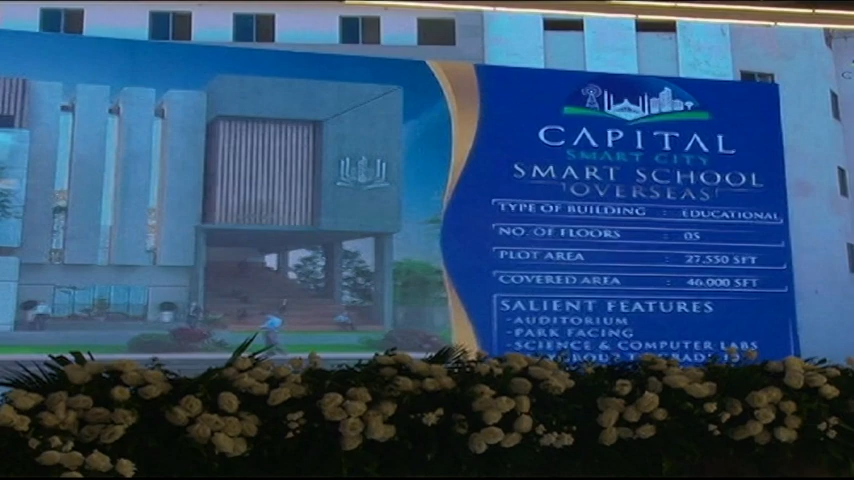 CAPITAL
SMART CITY
SMART SCHOOL
OVERSEAS
TYPE OF BUILDING : EDUCATIONAL
NO. OF FLOORS : 05
PLOT AREA : 27,550 SFT
COVERED AREA : 46,000 SFT
SALIENT FEATURES
-AUDITORIUM
-PARK FACING
-SCIENCE & COMPUTER LABS